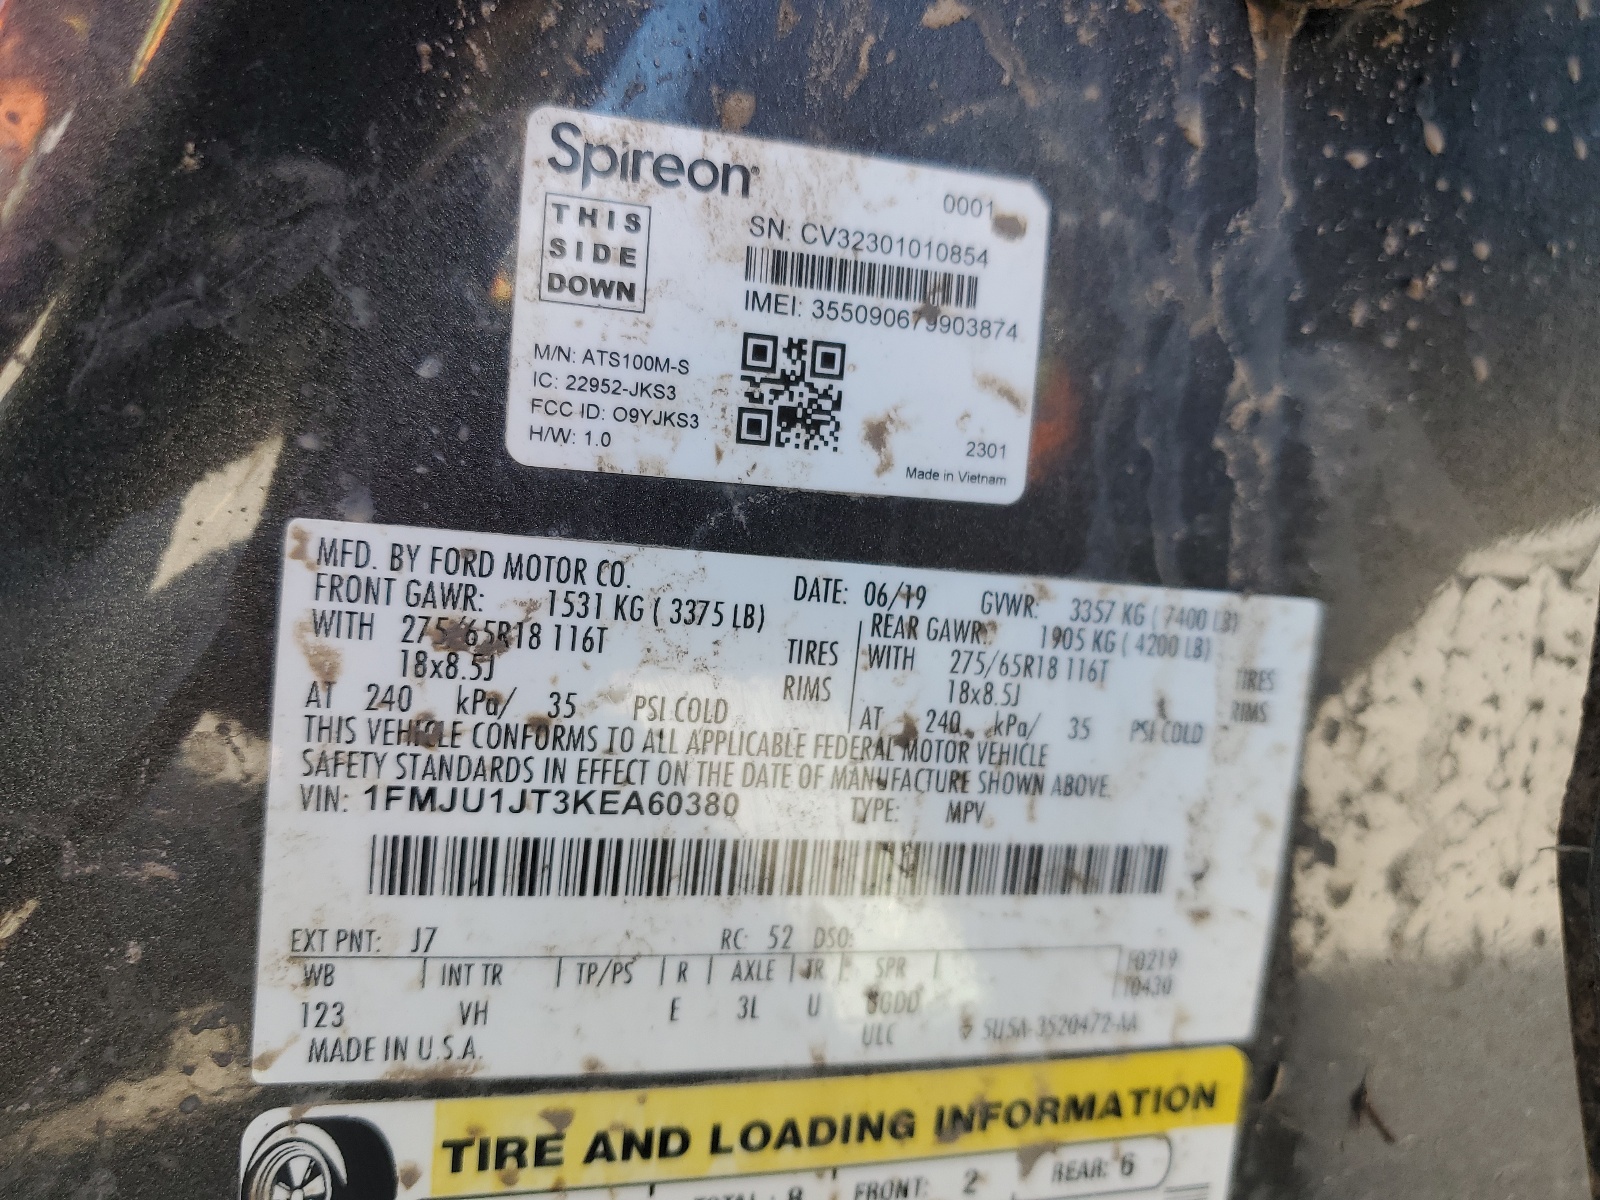 Spireon
0001
THIS
SIDE
DOWN
SN: CV32301010854
IMEI: 355090679903874
M/N: ATS100M-S
IC: 22952-JKS3
FCC ID: O9YJKS3
H/W: 1.0
2301
Made in Vietnam
MFD. BY FORD MOTOR CO.
DATE: 06/19 GVWR: 3357 KG ( 7400 LB)
FRONT GAWR: 1531 KG ( 3375 LB)
WITH 275/65R18 116T TIRES
18x8.5J RIMS
AT 240 kPa/ 35 PSI COLD
REAR GAWR: 1905 KG ( 4200 LB)
WITH 275/65R18 116T TIRES
18x8.5J RIMS
AT 240 kPa/ 35 PSI COLD
THIS VEHICLE CONFORMS TO ALL APPLICABLE FEDERAL MOTOR VEHICLE
SAFETY STANDARDS IN EFFECT ON THE DATE OF MANUFACTURE SHOWN ABOVE.
VIN: 1FMJU1JT3KEA60380 TYPE: MPV
EXT PNT: J7 RC: 52 DSO:
WB INT TR TP/PS R AXLE TR SPR
123 VH E 3L U
ULC
MADE IN U.S.A.
TIRE AND LOADING INFORMATION
FRONT: 2 REAR: 6